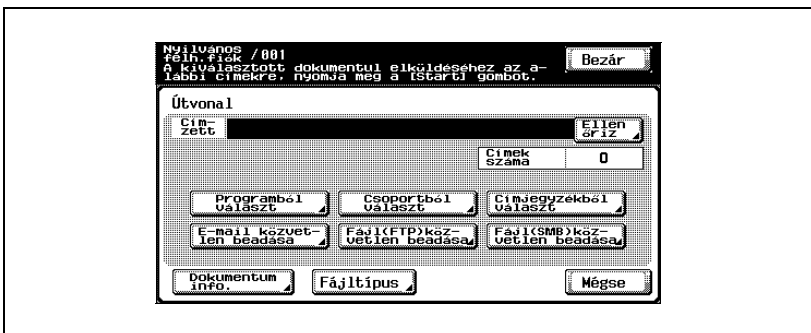 Nyilvános
felh.fiók /001
A kiválasztott dokumentul elküldéséhez az a-
lábbi címekre, nyomja meg a [Start] gombot.
Bezár
Útvonal
Cím-
zett
Ellen
őriz
Címek
száma
0
Programból
választ
Csoportból
választ
Címjegyzékből
választ
E-mail közvet-
len beadása
Fájl(FTP)köz-
vetlen beadása
Fájl(SMB)köz-
vetlen beadása
Dokumentum
info.
Fájltípus
Mégse